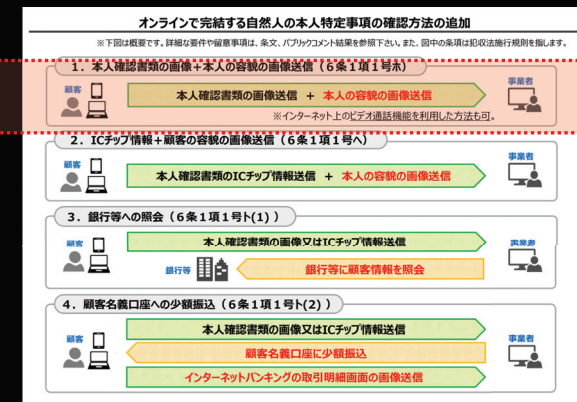 オンラインで完結する自然人の本人特定事項の確認方法の追加
※下図は概要です。詳細な要件や留意事項は、条文、パブリックコメント結果を参照下さい。また、図中の条項は犯収法施行規則を指します。
1. 本人確認書類の画像+本人の容貌の画像送信(6条1項1号ホ)
顧客
本人確認書類の画像送信 + 本人の容貌の画像送信
事業者
※インターネット上のビデオ通話機能を利用した方法も可。
2. ICチップ情報+顧客の容貌の画像送信(6条1項1号ヘ)
顧客
本人確認書類のICチップ情報送信 + 本人の容貌の画像送信
事業者
3. 銀行等への照会(6条1項1号ト(1))
顧客
本人確認書類の画像又はICチップ情報送信
事業者
銀行等
銀行等に顧客情報を照会
4. 顧客名義口座への少額振込(6条1項1号ト(2))
顧客
本人確認書類の画像又はICチップ情報送信
事業者
顧客名義口座に少額振込
インターネットバンキングの取引明細画面の画像送信